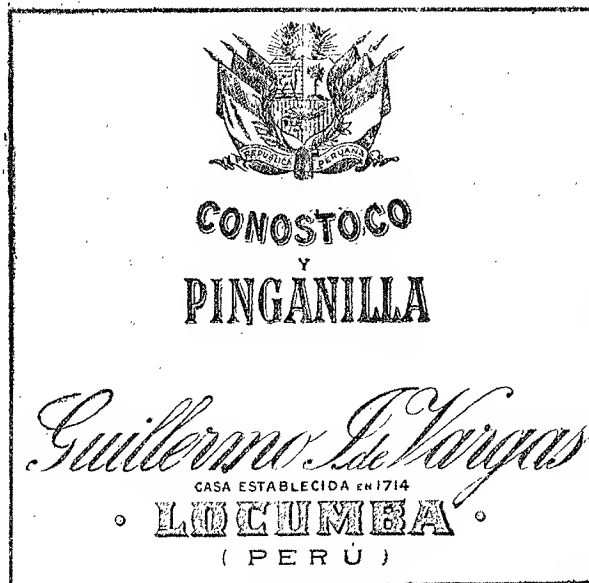 REPUBLICA PERUANA
CONOSTOCO
Y
PINGANILLA
Guillermo J. de Vargas
CASA ESTABLECIDA EN 1714
LOCUMBA
(PERÚ)